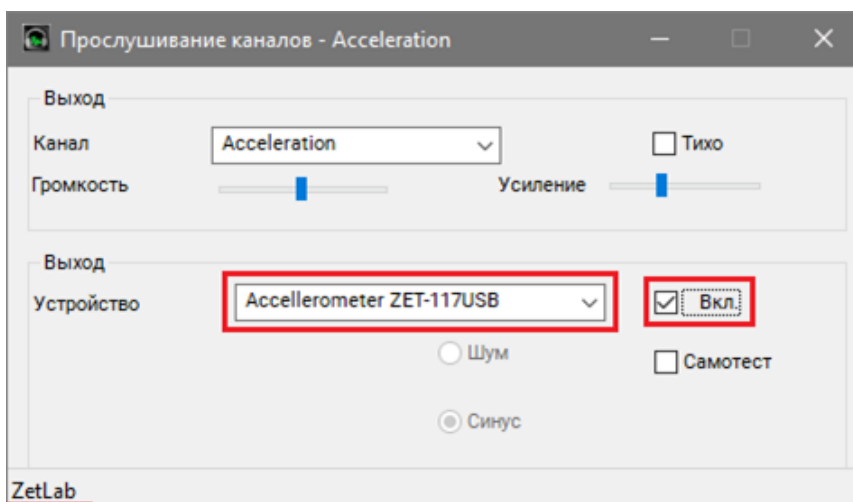 Прослушивание каналов - Acceleration
Выход
Канал Acceleration Тихо
Громкость Усиление
Выход
Устройство Accellerometer ZET-117USB Вкл.
Шум
Самотест
Синус
ZetLab